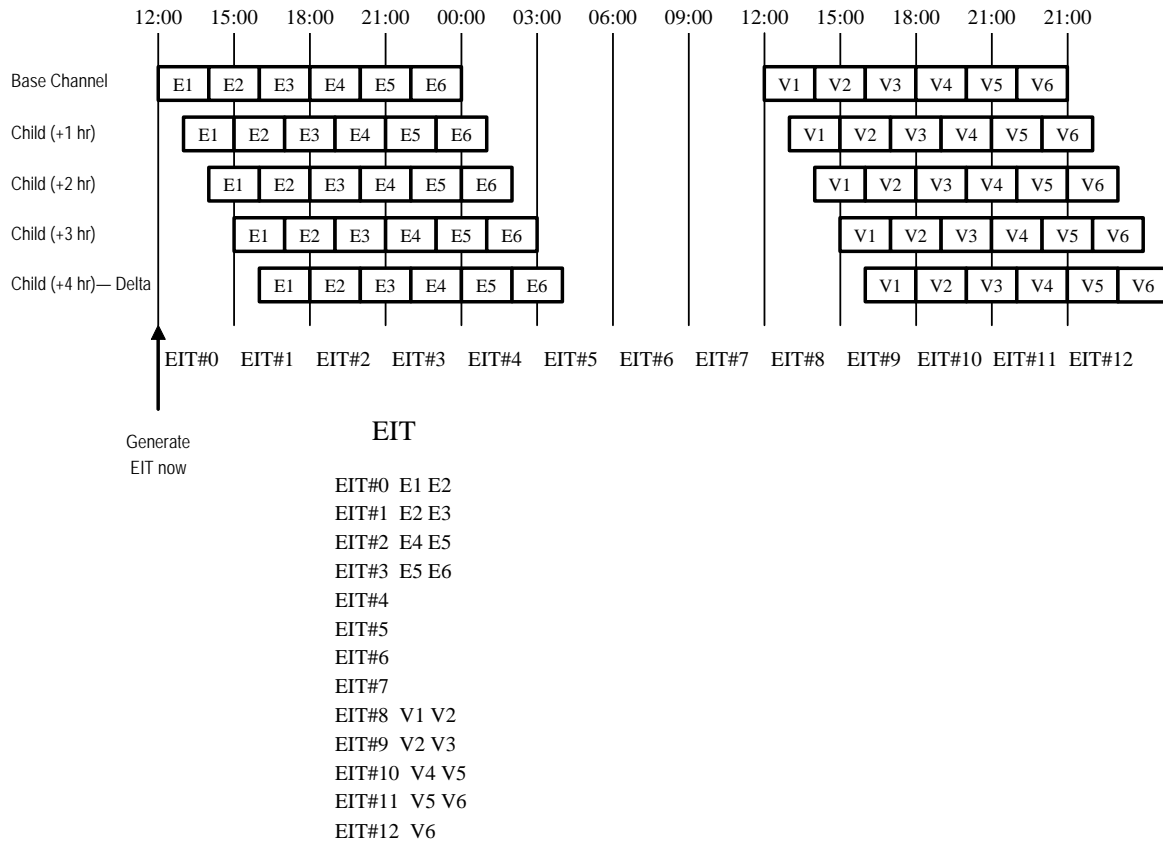 12:00 15:00 18:00 21:00 00:00 03:00 06:00 09:00 12:00 15:00 18:00 21:00 21:00
Base Channel E1 E2 E3 E4 E5 E6 V1 V2 V3 V4 V5 V6
Child (+1 hr) E1 E2 E3 E4 E5 E6 V1 V2 V3 V4 V5 V6
Child (+2 hr) E1 E2 E3 E4 E5 E6 V1 V2 V3 V4 V5 V6
Child (+3 hr) E1 E2 E3 E4 E5 E6 V1 V2 V3 V4 V5 V6
Child (+4 hr)— Delta E1 E2 E3 E4 E5 E6 V1 V2 V3 V4 V5 V6
EIT#0 EIT#1 EIT#2 EIT#3 EIT#4 EIT#5 EIT#6 EIT#7 EIT#8 EIT#9 EIT#10 EIT#11 EIT#12
Generate
EIT now
EIT
EIT#0 E1 E2
EIT#1 E2 E3
EIT#2 E4 E5
EIT#3 E5 E6
EIT#4
EIT#5
EIT#6
EIT#7
EIT#8 V1 V2
EIT#9 V2 V3
EIT#10 V4 V5
EIT#11 V5 V6
EIT#12 V6